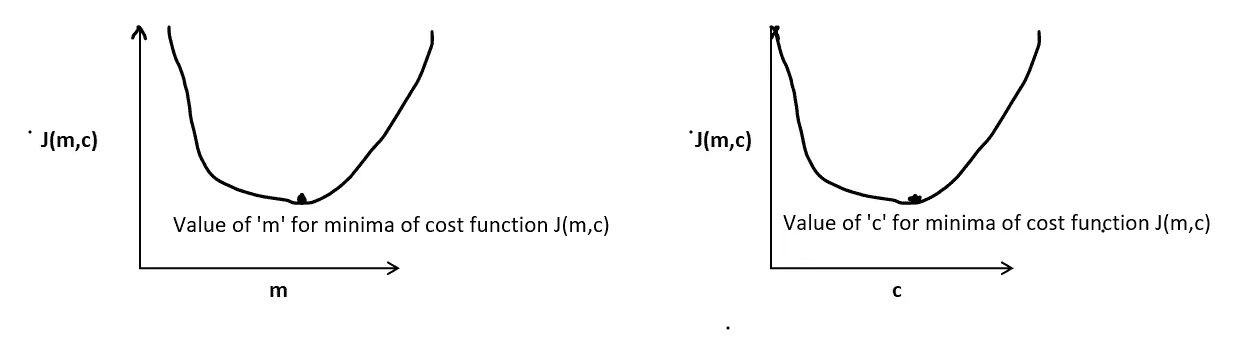 J(m,c)
Value of 'm' for minima of cost function J(m,c)
m
J(m,c)
Value of 'c' for minima of cost function J(m,c)
c